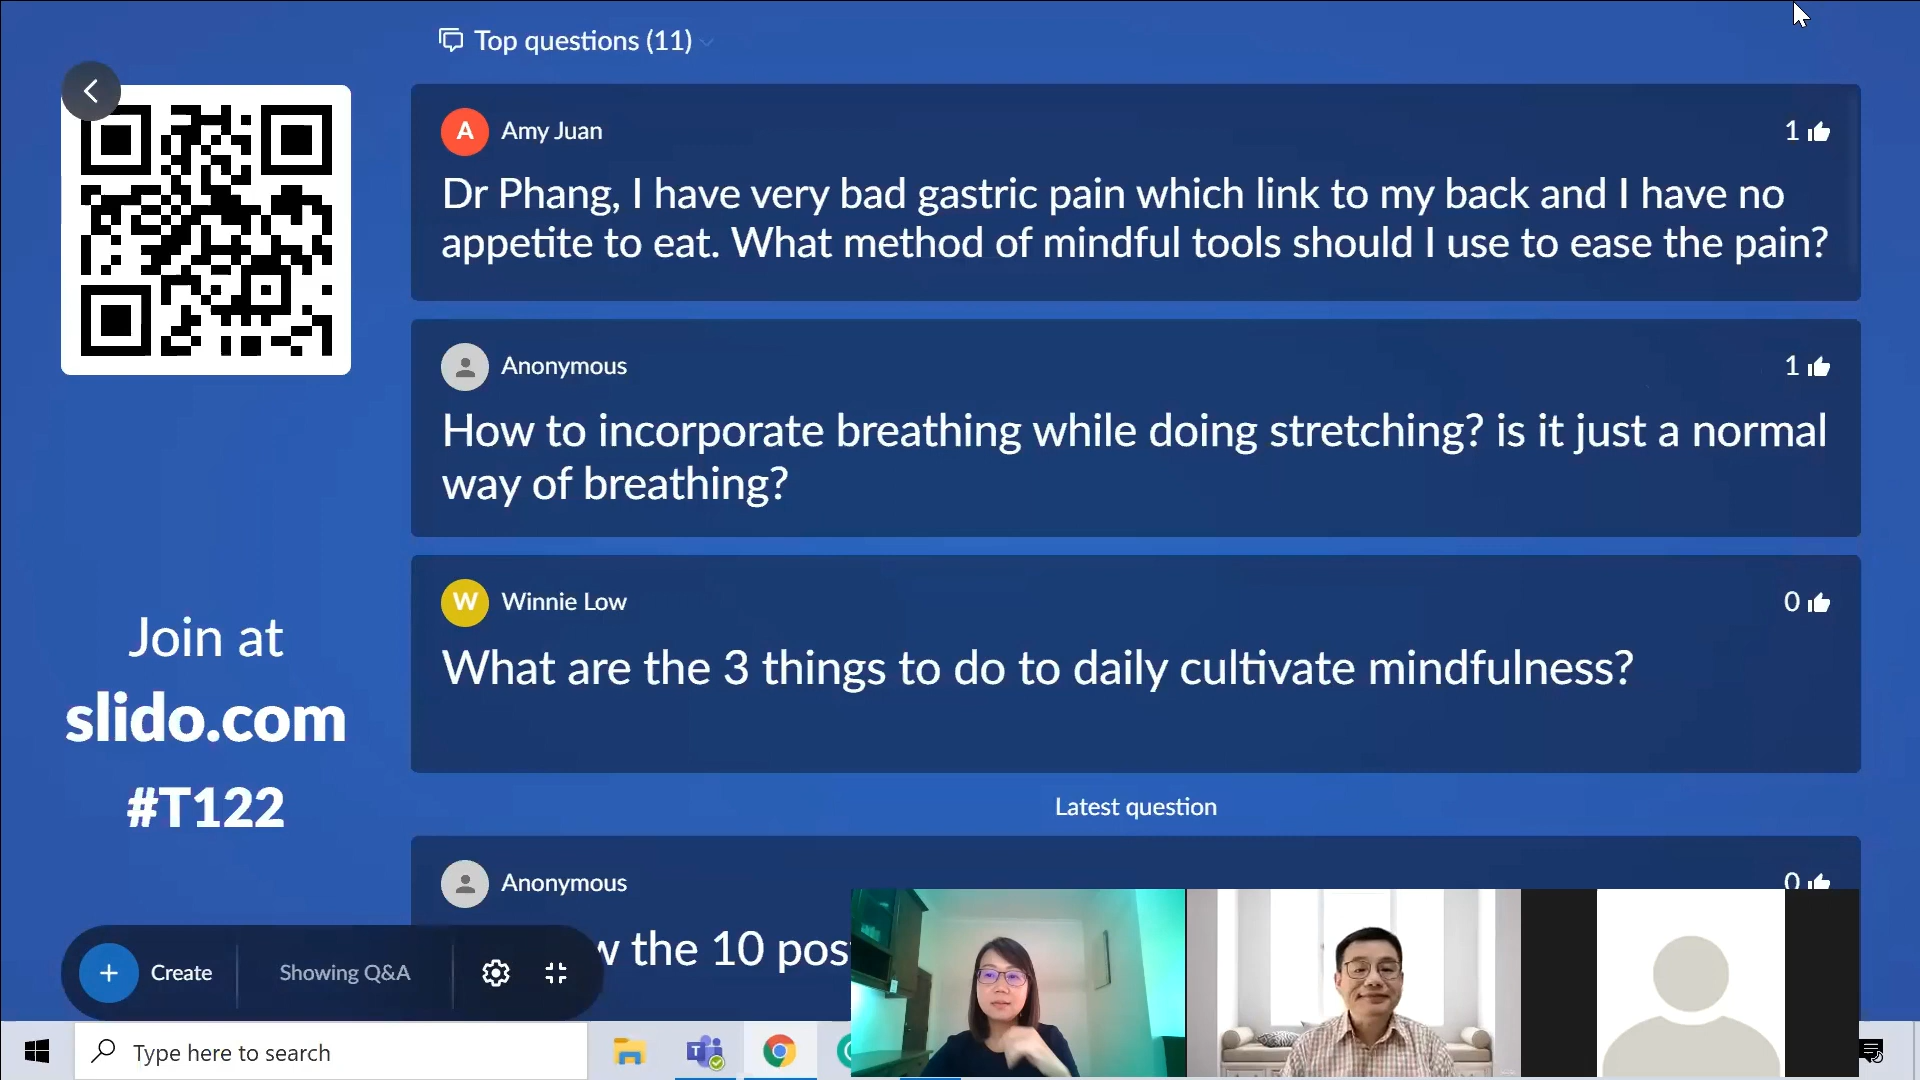 Top questions (11)
A Amy Juan
1
Dr Phang, I have very bad gastric pain which link to my back and I have no
appetite to eat. What method of mindful tools should I use to ease the pain?
Anonymous
1
How to incorporate breathing while doing stretching? is it just a normal
way of breathing?
W Winnie Low
0
What are the 3 things to do to daily cultivate mindfulness?
Join at
slido.com
#T122
Latest question
Anonymous
0
the 10
+ Create
Showing Q&A
Type here to search
T